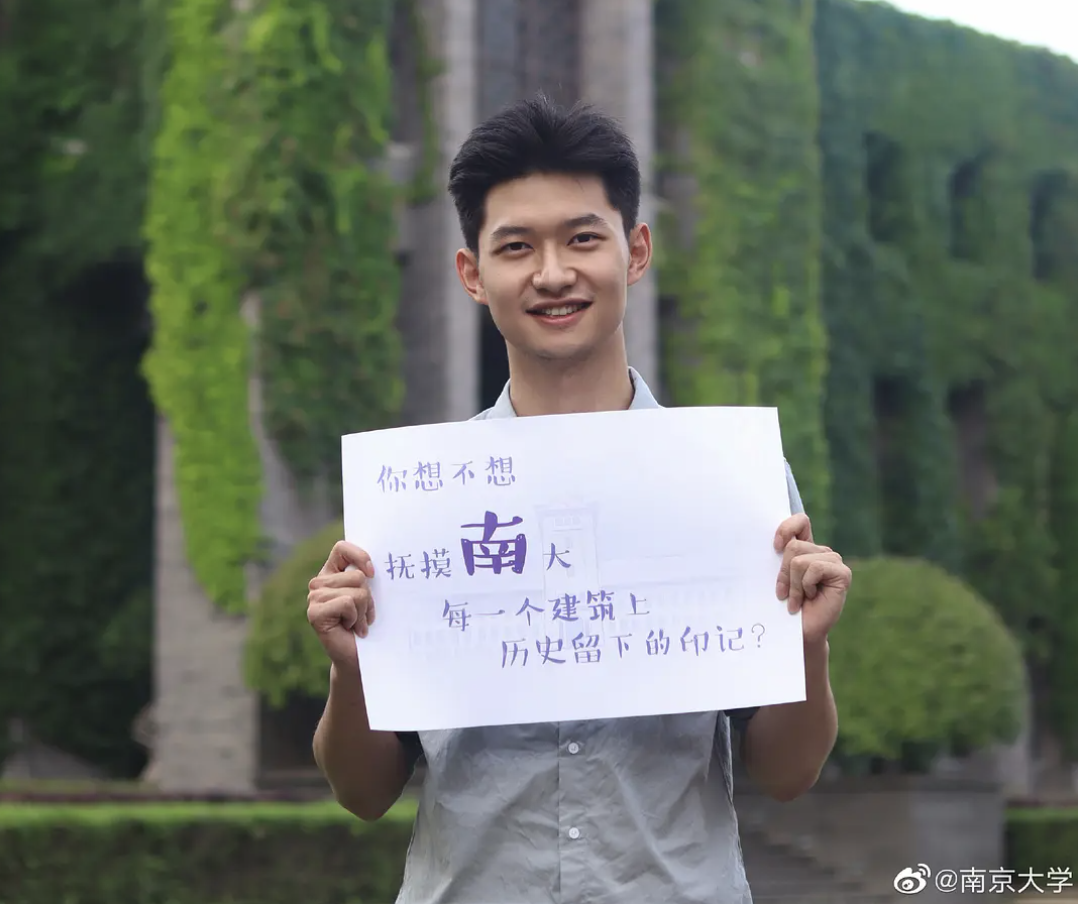 你想不想
抚摸南大
每一个建筑上
历史留下的印记?
@南京大学